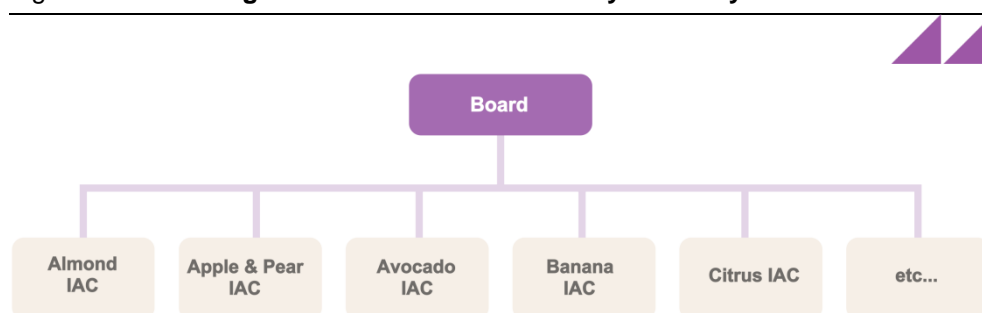 Board
Almond
IAC
Apple & Pear
IAC
Avocado
IAC
Banana
IAC
Citrus IAC
etc...